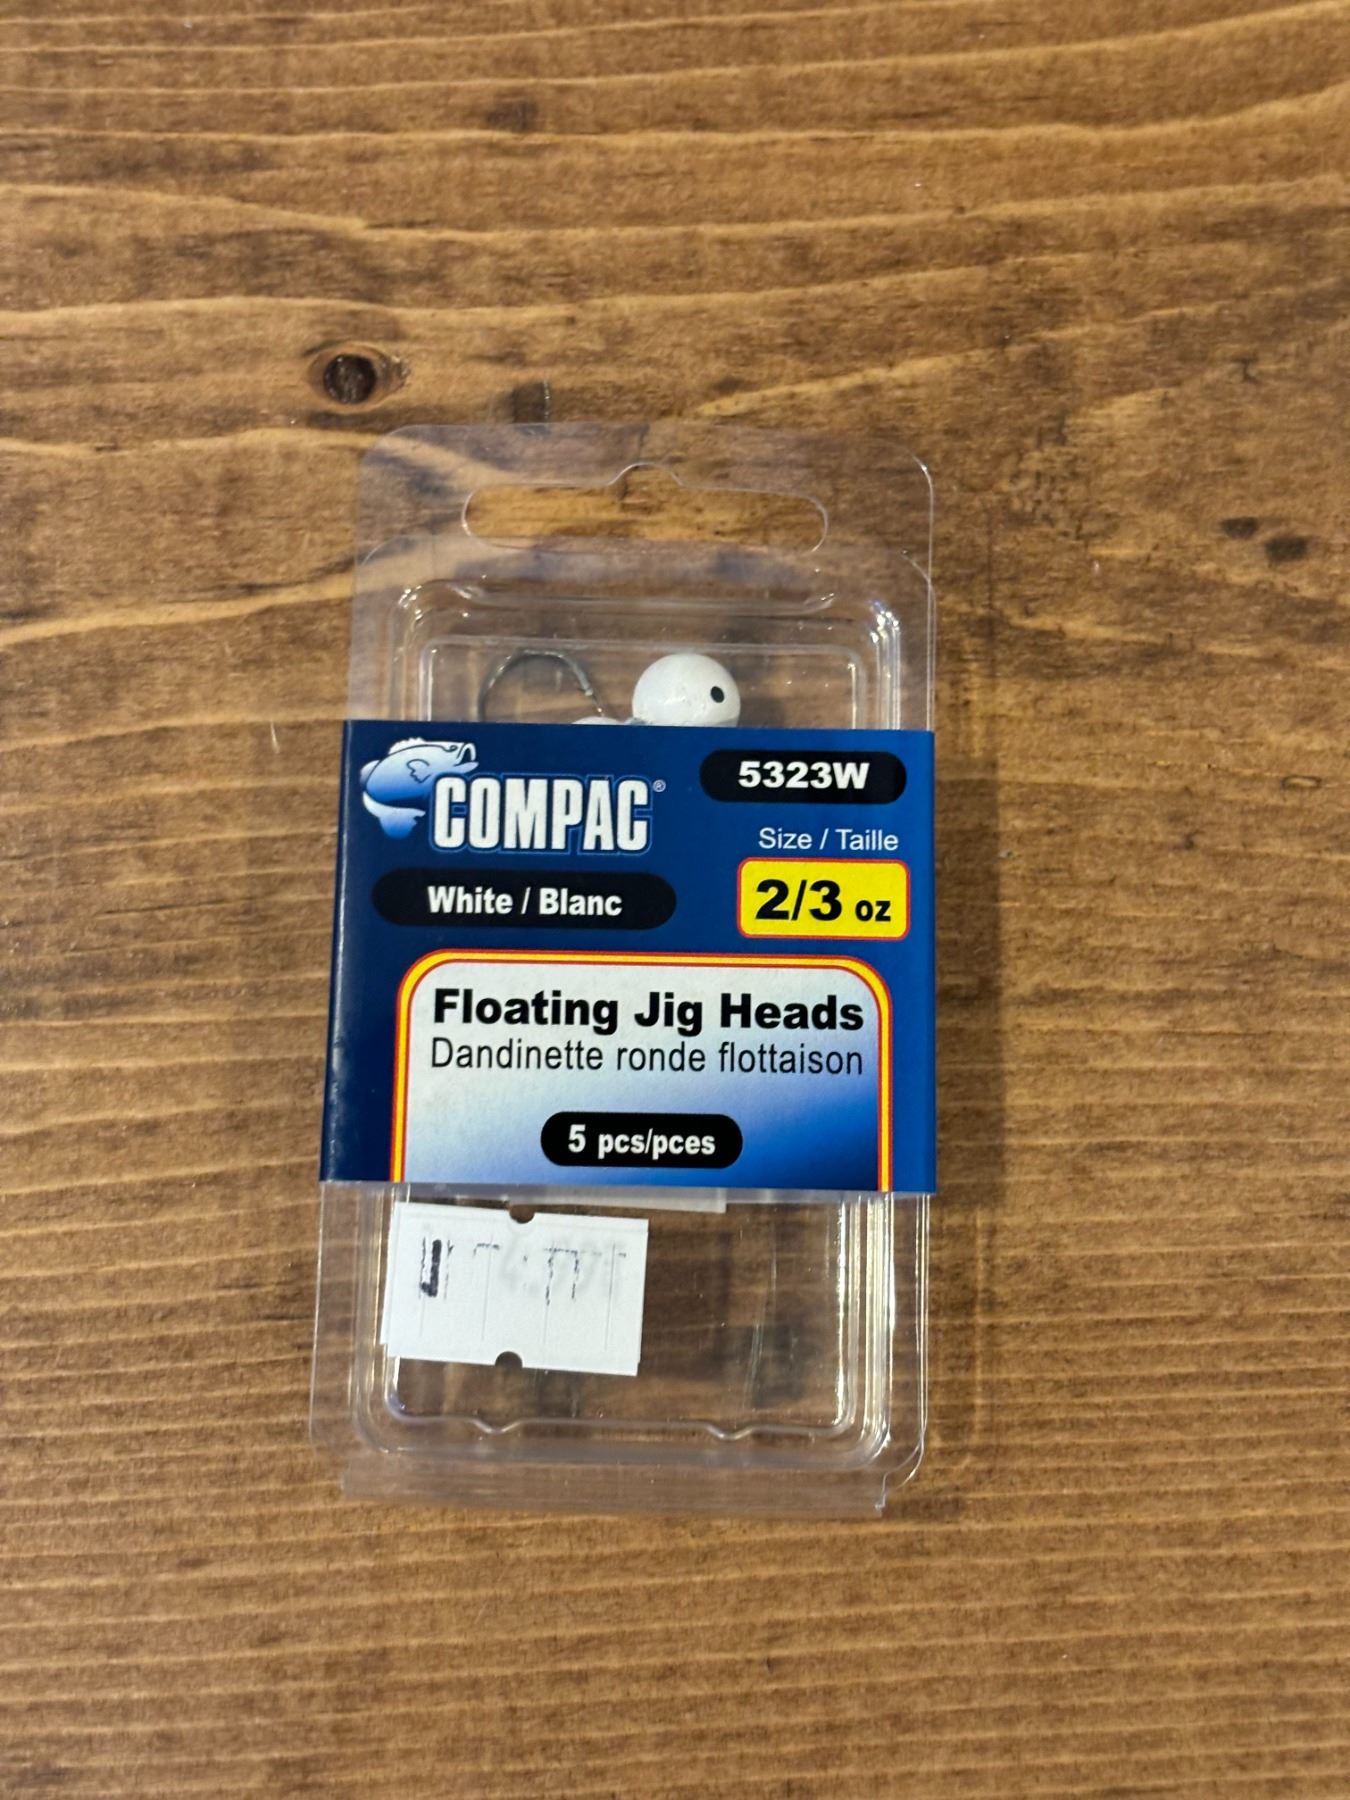 COMPAC®
5323W
Size / Taille
White / Blanc
2/3 oz
Floating Jig Heads
Dandinette ronde flottaison
5 pcs/pces